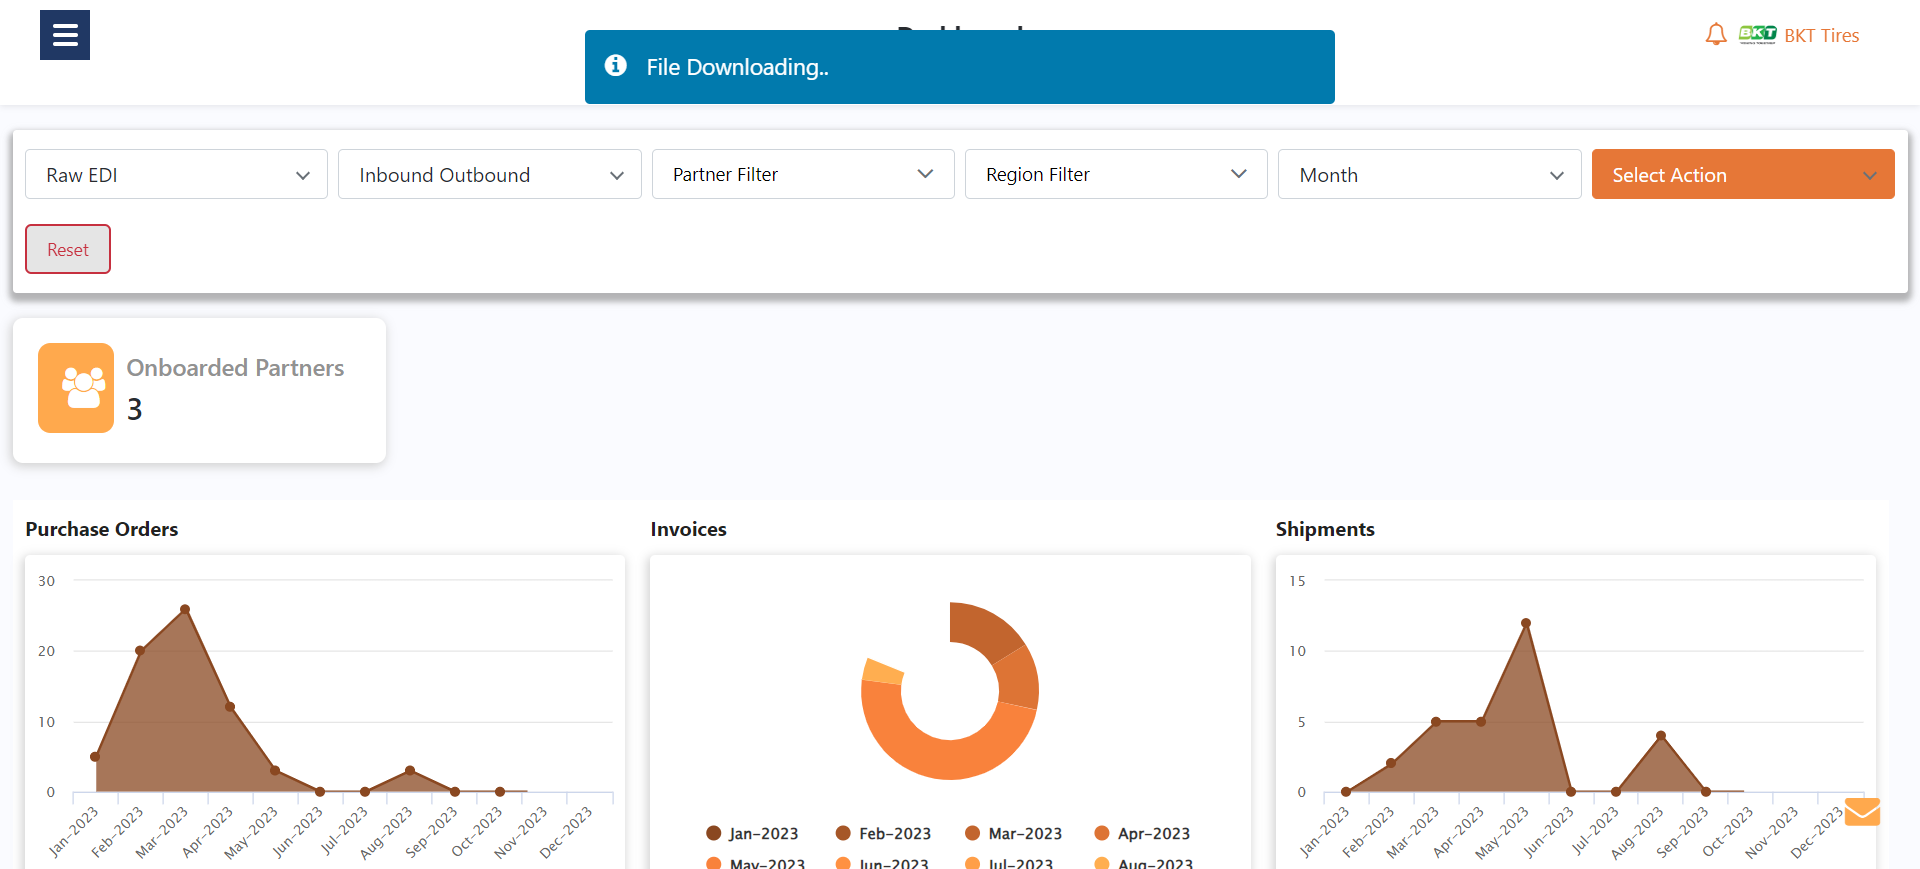 File Downloading..
BKT
BKT Tires
Raw EDI
Inbound Outbound
Partner Filter
Region Filter
Month
Select Action
Reset
Onboarded Partners
3
Purchase Orders
30
20
10
0
Jan-2023
Feb-2023
Mar-2023
Apr-2023
May-2023
Jun-2023
Jul-2023
Aug-2023
Sep-2023
Oct-2023
Nov-2023
Dec-2023
Invoices
Jan-2023 Feb-2023 Mar-2023 Apr-2023
May-2023 Jun-2023 Jul-2023 Aug-2023
Shipments
15
10
5
0
Jan-2023
Feb-2023
Mar-2023
Apr-2023
May-2023
Jun-2023
Jul-2023
Aug-2023
Sep-2023
Oct-2023
Nov-2023
Dec-2023